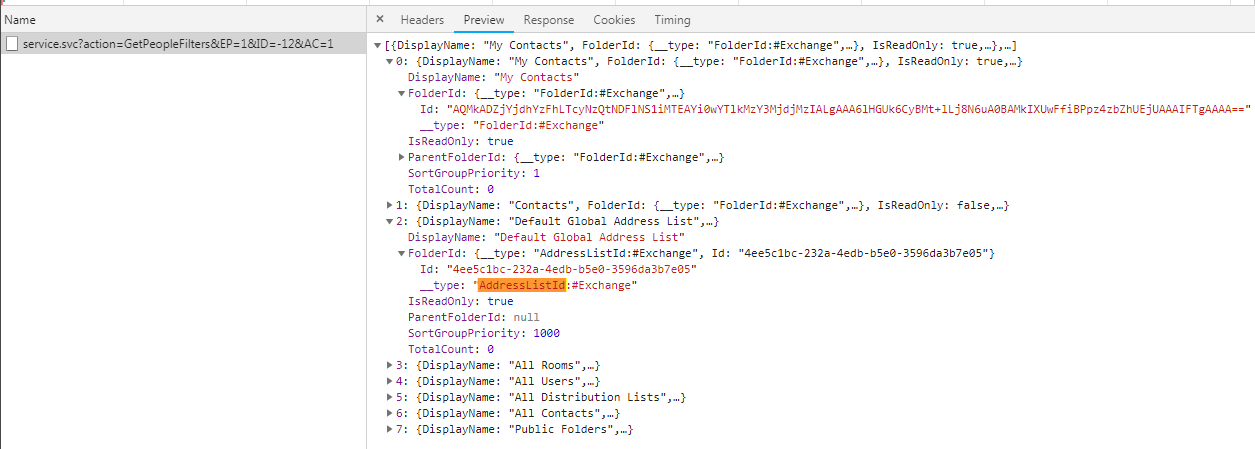 Name
× Headers Preview Response Cookies Timing
service.svc?action=GetPeopleFilters&EP=1&ID=-12&AC=1
[{DisplayName: "My Contacts", FolderId: {__type: "FolderId:#Exchange",…}, IsReadOnly: true,…},…]
0: {DisplayName: "My Contacts", FolderId: {__type: "FolderId:#Exchange",…}, IsReadOnly: true,…}
DisplayName: "My Contacts"
FolderId: {__type: "FolderId:#Exchange",…}
Id: "AQMkADZjYjdhYzFhLTcyNzQtNDFlNS1iMTEAYi0wYTlkMzY3MjdjMzIALgAAA6lHGUk6CyBMt+lLj8N6uA0BAMkIXUwFfiBPpz4zbZhUEjUAAAIFTgAAAA=="
__type: "FolderId:#Exchange"
IsReadOnly: true
ParentFolderId: {__type: "FolderId:#Exchange",…}
SortGroupPriority: 1
TotalCount: 0
1: {DisplayName: "Contacts", FolderId: {__type: "FolderId:#Exchange",…}, IsReadOnly: false,…}
2: {DisplayName: "Default Global Address List",…}
DisplayName: "Default Global Address List"
FolderId: {__type: "AddressListId:#Exchange", Id: "4ee5c1bc-232a-4edb-b5e0-3596da3b7e05"}
Id: "4ee5c1bc-232a-4edb-b5e0-3596da3b7e05"
__type: "AddressListId:#Exchange"
IsReadOnly: true
ParentFolderId: null
SortGroupPriority: 1000
TotalCount: 0
3: {DisplayName: "All Rooms",…}
4: {DisplayName: "All Users",…}
5: {DisplayName: "All Distribution Lists",…}
6: {DisplayName: "All Contacts",…}
7: {DisplayName: "Public Folders",…}